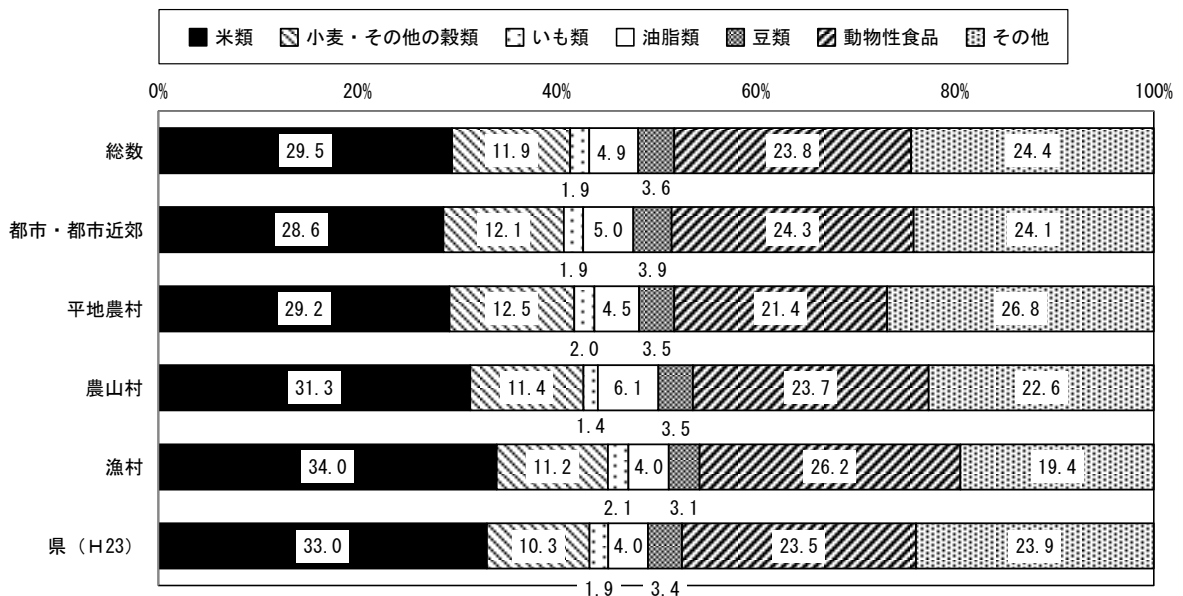 米類 小麦・その他の穀類 いも類 油脂類 豆類 動物性食品 その他
0% 20% 40% 60% 80% 100%
総数 29.5 11.9 4.9 23.8 24.4
1.9 3.6
都市・都市近郊 28.6 12.1 5.0 24.3 24.1
1.9 3.9
平地農村 29.2 12.5 4.5 21.4 26.8
2.0 3.5
農山村 31.3 11.4 6.1 23.7 22.6
1.4 3.5
漁村 34.0 11.2 4.0 26.2 19.4
2.1 3.1
県（H23） 33.0 10.3 4.0 23.5 23.9
1.9 3.4